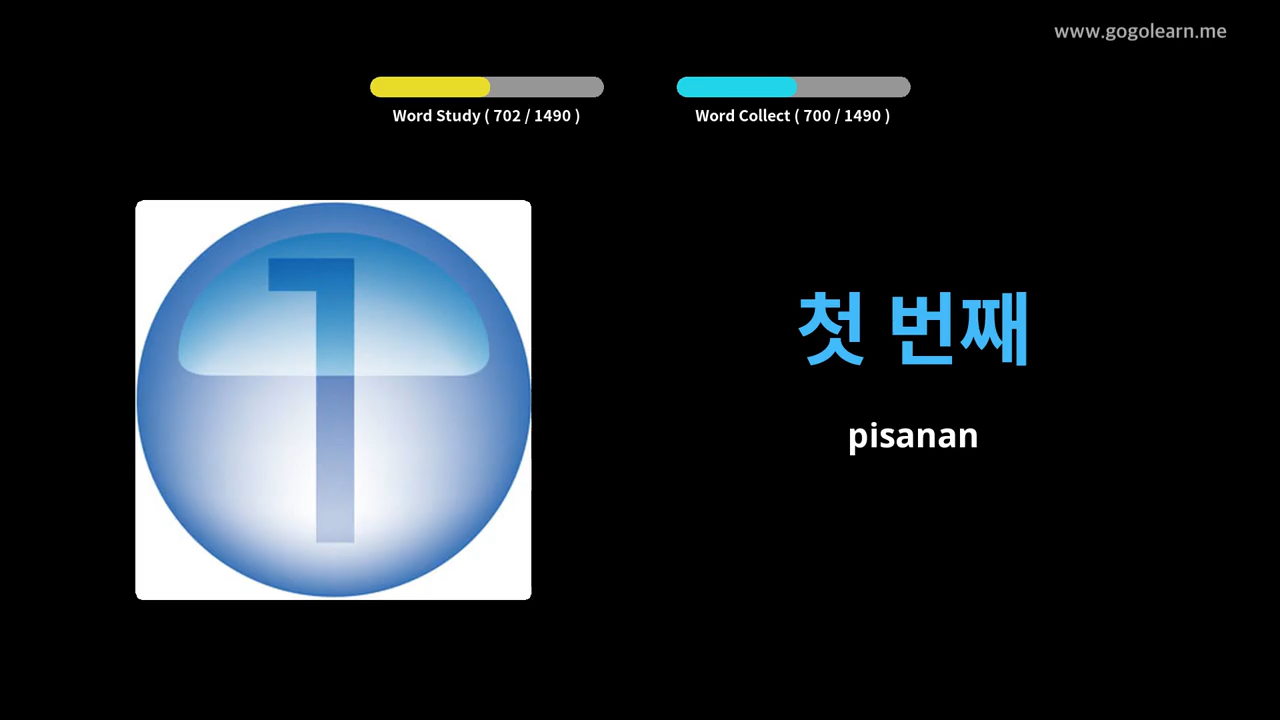 www.gogolearn.me
Word Study ( 702 / 1490 )
Word Collect ( 700 / 1490 )
1
첫 번째
pisanan